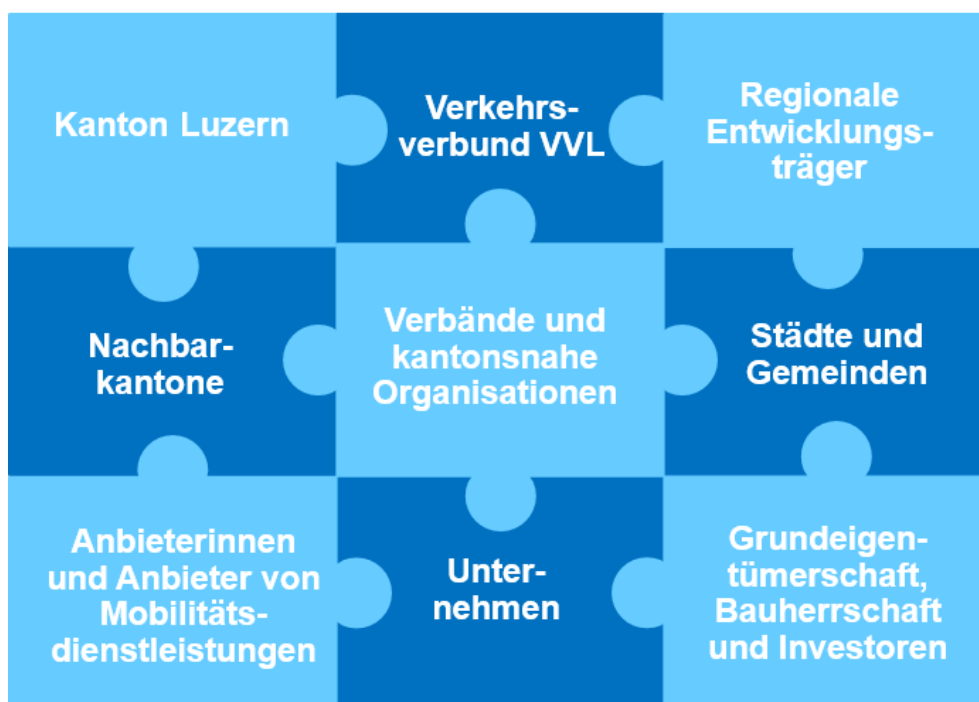 Kanton Luzern
Verkehrs-
verbund VVL
Regionale
Entwicklungs-
träger
Nachbar-
kantone
Verbände und
kantonsnahe
Organisationen
Städte und
Gemeinden
Anbieterinnen
und Anbieter von
Mobilitäts-
dienstleistungen
Unter-
nehmen
Grundeigen-
tümerschaft,
Bauherrschaft
und Investoren